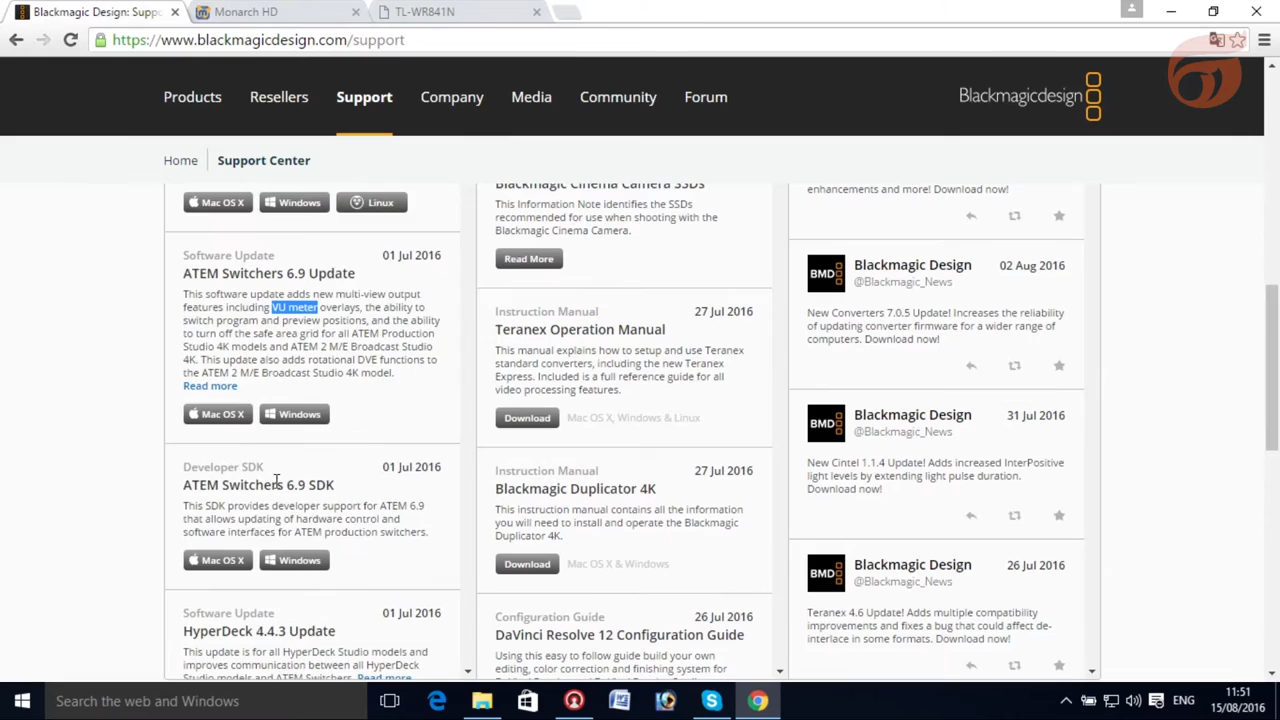 Blackmagic Design: Suppo
Monarch HD
TL-WR841N
https://www.blackmagicdesign.com/support
Products
Resellers
Support
Company
Media
Community
Forum
Blackmagicdesign
Home
Support Center
Mac OS X
Windows
Linux
Software Update
01 Jul 2016
ATEM Switchers 6.9 Update
This software update adds new multi-view output
features including VU meter overlays, the ability to
switch program and preview positions, and the ability
to turn off the safe area grid for all ATEM Production
Studio 4K models and ATEM 2 M/E Broadcast Studio
4K. This update also adds rotational DVE functions to
the ATEM 2 M/E Broadcast Studio 4K model.
Read more
Mac OS X
Windows
Developer SDK
01 Jul 2016
ATEM Switchers 6.9 SDK
This SDK provides developer support for ATEM 6.9
that allows updating of hardware control and
software interfaces for ATEM production switchers.
Mac OS X
Windows
Software Update
01 Jul 2016
HyperDeck 4.4.3 Update
This update is for all HyperDeck Studio models and
improves communication between all HyperDeck
Studio models and ATEM Switchers. Read more
Blackmagic Cinema Camera SSDs
This Information Note identifies the SSDs
recommended for use when shooting with the
Blackmagic Cinema Camera.
Read More
Instruction Manual
27 Jul 2016
Teranex Operation Manual
This manual explains how to setup and use Teranex
standard converters, including the new Teranex
Express. Included is a full reference guide for all
video processing features.
Download
Mac OS X, Windows & Linux
Instruction Manual
27 Jul 2016
Blackmagic Duplicator 4K
This instruction manual contains all the information
you will need to install and operate the Blackmagic
Duplicator 4K.
Download
Mac OS X & Windows
Configuration Guide
26 Jul 2016
DaVinci Resolve 12 Configuration Guide
Using this easy to follow guide build your own
editing, color correction and finishing system for
enhancements and more! Download now!
BMD
Blackmagic Design
02 Aug 2016
@Blackmagic_News
New Converters 7.0.5 Update! Increases the reliability
of updating converter firmware for a wider range of
computers. Download now!
BMD
Blackmagic Design
31 Jul 2016
@Blackmagic_News
New Cintel 1.1.4 Update! Adds increased InterPositive
light levels by extending light pulse duration.
Download now!
BMD
Blackmagic Design
26 Jul 2016
@Blackmagic_News
Teranex 4.6 Update! Adds multiple compatibility
improvements and fixes a bug that could affect de-
interlace in some formats. Download now!
Search the web and Windows
ENG
11:51
15/08/2016